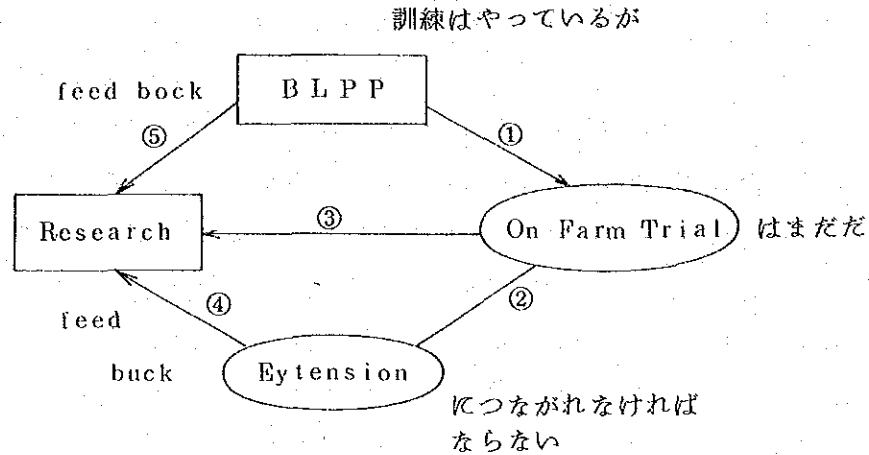 訓練はやっているが
BLPP
feed bock
⑤
①
Research
③
On Farm Trial
はまだだ
④
②
feed
buck
Eytension
につながれなければ
ならない